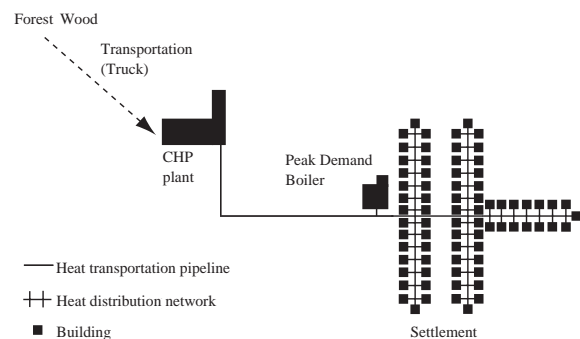 Forest Wood
Transportation
(Truck)
CHP
plant
Peak Demand
Boiler
Heat transportation pipeline
Heat distribution network
Building
Settlement